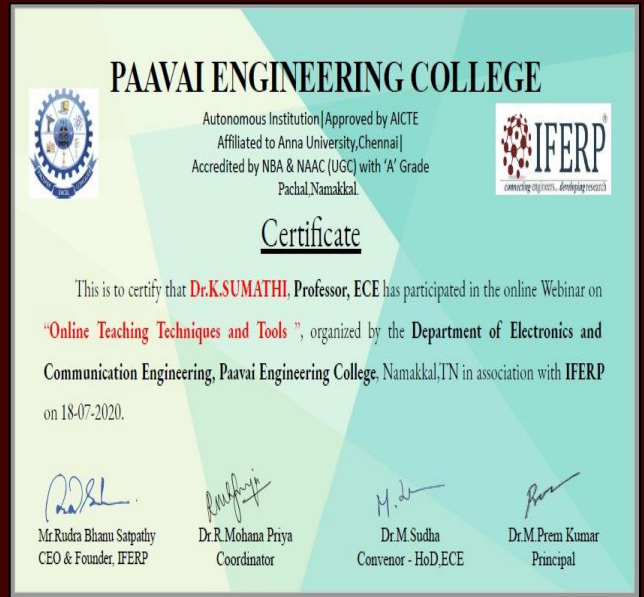 PAAVAI ENGINEERING COLLEGE
Autonomous Institution|Approved by AICTE
Affiliated to Anna University,Chennai|
Accredited by NBA & NAAC (UGC) with 'A' Grade
Pachal,Namakkal.
IFERP
connecting engineers...developing research
Certificate
This is to certify that Dr.K.SUMATHI, Professor, ECE has participated in the online Webinar on
“Online Teaching Techniques and Tools ”, organized by the Department of Electronics and
Communication Engineering, Paavai Engineering College, Namakkal,TN in association with IFERP
on 18-07-2020.
Mr.Rudra Bhanu Satpathy
CEO & Founder, IFERP
Dr.R.Mohana Priya
Coordinator
Dr.M.Sudha
Convenor - HoD,ECE
Dr.M.Prem Kumar
Principal